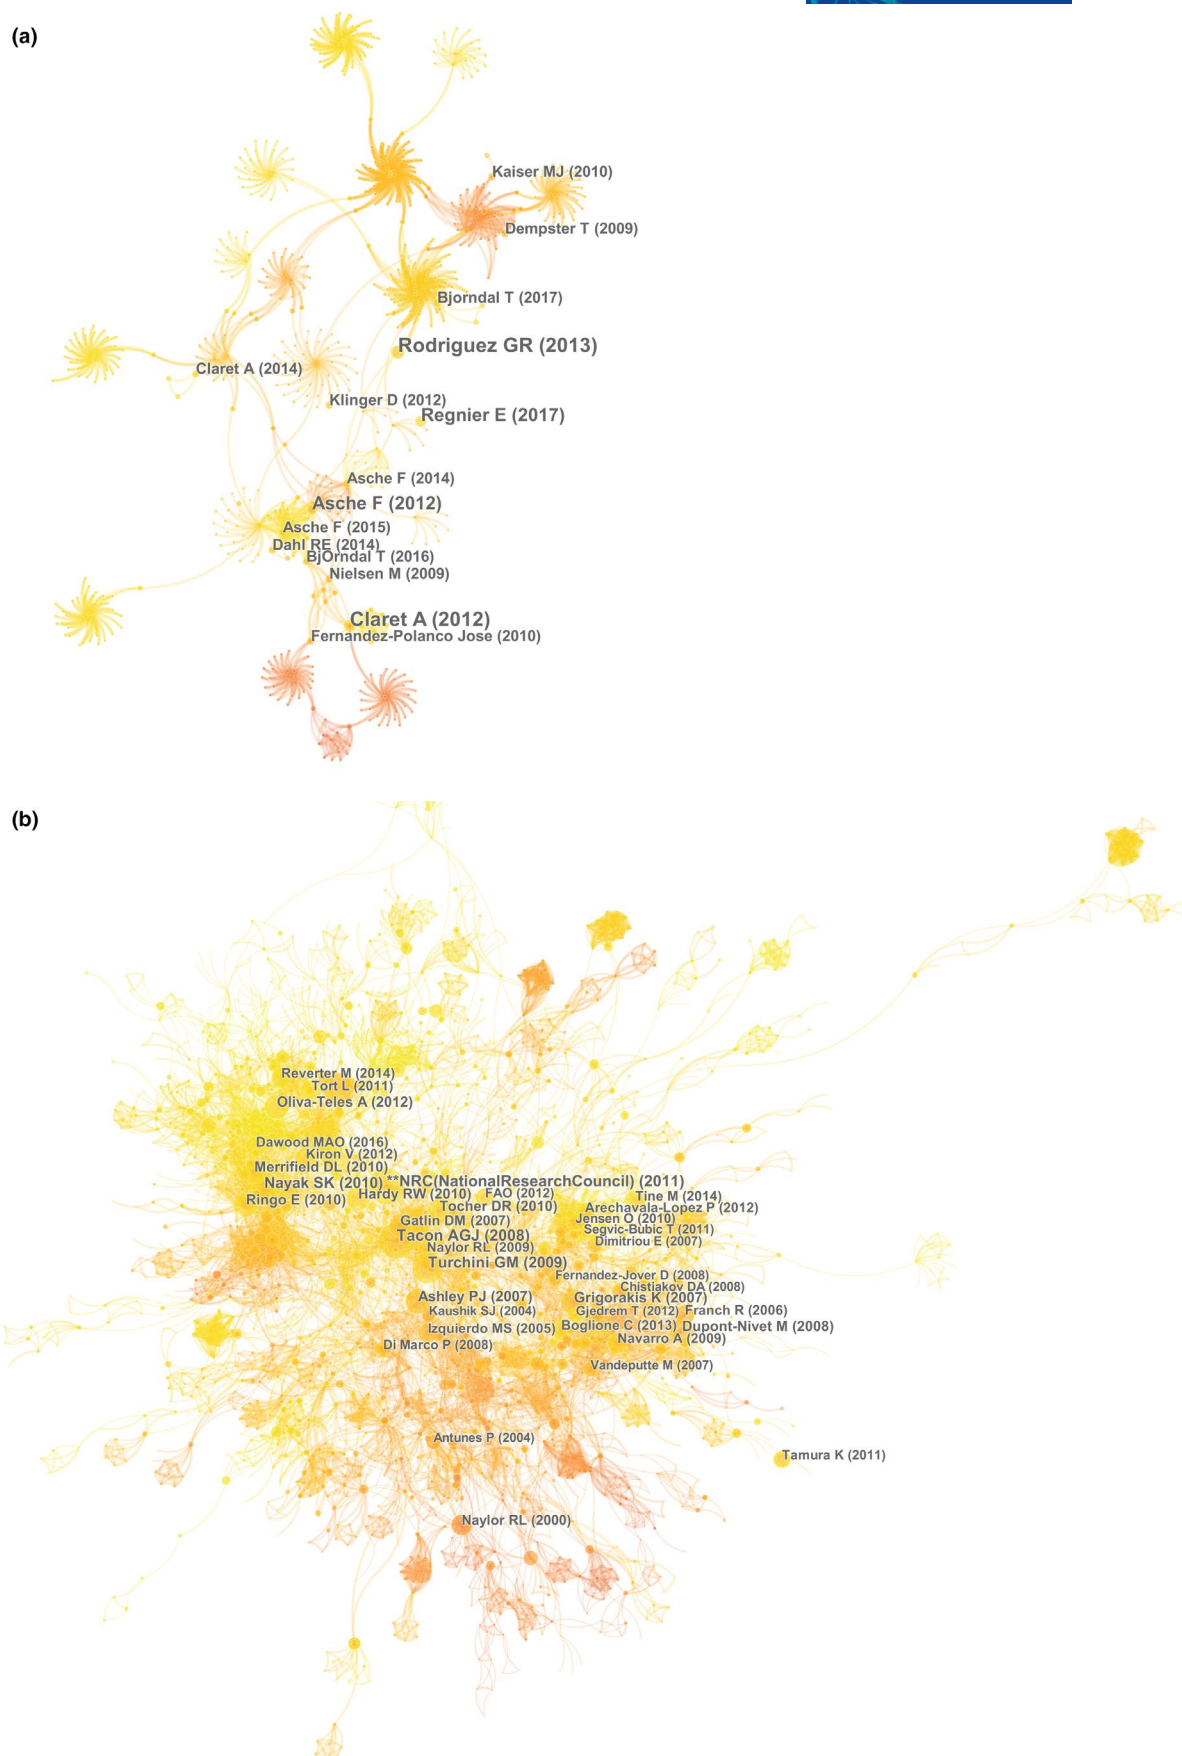 (a)
Kaiser MJ (2010)
Dempster T (2009)
Bjorndal T (2017)
Rodriguez GR (2013)
Claret A (2014)
Klinger D (2012)
Regnier E (2017)
Asche F (2014)
Asche F (2012)
Asche F (2015)
Dahl RE (2014)
BjOrndal T (2016)
Nielsen M (2009)
Claret A (2012)
Fernandez-Polanco Jose (2010)
(b)
Reverter M (2014)
Tort L (2011)
Oliva-Teles A (2012)
Dawood MAO (2016)
Kiron V (2012)
Merrifield DL (2010)
Nayak SK (2010)
**NRC(NationalResearchCouncil) (2011)
Ringo E (2010)
Hardy RW (2010)
FAO (2012)
Tine M (2014)
Tocher DR (2010)
Arechavala-Lopez P (2012)
Gatlin DM (2007)
Jensen O (2010)
Segvic-Bubic T (2011)
Tacon AGJ (2008)
Dimitriou E (2007)
Naylor RL (2009)
Turchini GM (2009)
Fernandez-Jover D (2008)
Chistiakov DA (2008)
Ashley PJ (2007)
Grigorakis K (2007)
Kaushik SJ (2004)
Gjedrem T (2012)
Franch R (2006)
Izquierdo MS (2005)
Boglione C (2013)
Dupont-Nivet M (2008)
Navarro A (2009)
Di Marco P (2008)
Vandeputte M (2007)
Antunes P (2004)
Tamura K (2011)
Naylor RL (2000)